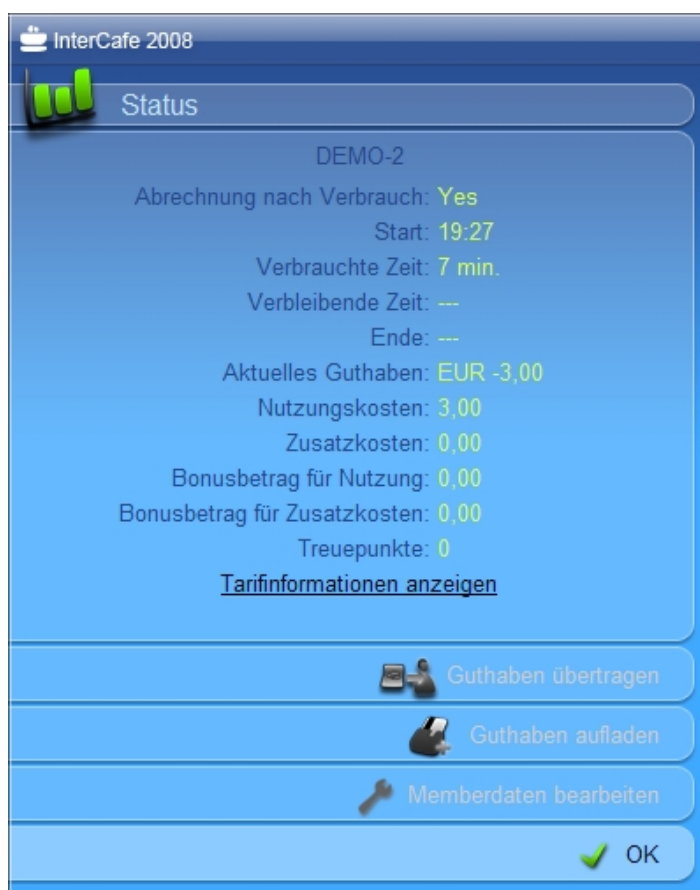 InterCafe 2008
Status
DEMO-2
Abrechnung nach Verbrauch: Yes
Start: 19:27
Verbrauchte Zeit: 7 min.
Verbleibende Zeit: ---
Ende: ---
Aktuelles Guthaben: EUR -3,00
Nutzungskosten: 3,00
Zusatzkosten: 0,00
Bonusbetrag für Nutzung: 0,00
Bonusbetrag für Zusatzkosten: 0,00
Treuepunkte: 0
Tarifinformationen anzeigen
Guthaben übertragen
Guthaben aufladen
Memberdaten bearbeiten
OK